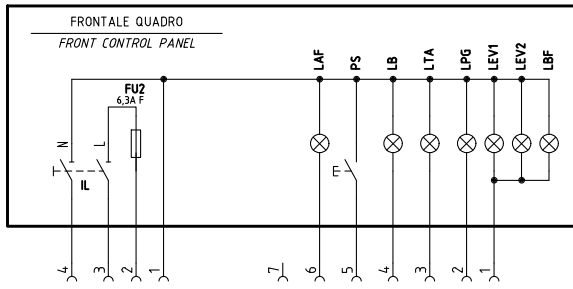 FRONTALE QUADRO
FRONT CONTROL PANEL
LAF
PS
LB
LTA
LPG
LEV1
LEV2
LBF
FU2
6,3A F
N
L
IL
4
3
2
1
7
6
5
4
3
2
1